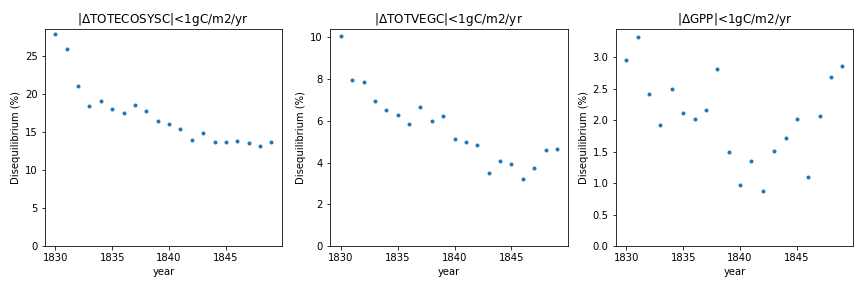 |ΔTOTECOSYSC|<1gC/m2/yr
Disequilibrium (%)
25
20
15
10
5
0
1830 1835 1840 1845
year
|ΔTOTVEGC|<1gC/m2/yr
Disequilibrium (%)
10
8
6
4
2
0
1830 1835 1840 1845
year
|ΔGPP|<1gC/m2/yr
Disequilibrium (%)
3.0
2.5
2.0
1.5
1.0
0.5
0.0
1830 1835 1840 1845
year